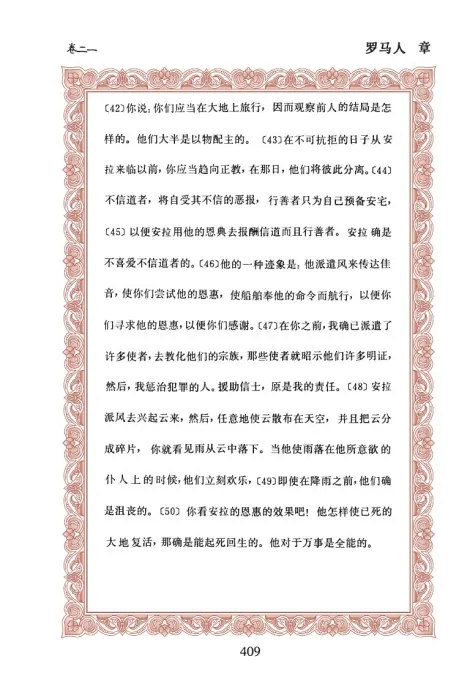 卷二一
罗马人 章
〔42〕你说：你们应当在大地上旅行，因而观察前人的结局是怎
样的。他们大半是以物配主的。〔43〕在不可抗拒的日子从安
拉来临以前，你应当趋向正教，在那日，他们将彼此分离。〔44〕
不信道者，将自受其不信的恶报，行善者只为自己预备安宅，
〔45〕以便安拉用他的恩典去报酬信道而且行善者。安拉 确是
不喜爱不信道者的。〔46〕他的一种迹象是：他派遣风来传达佳
音，使你们尝试他的恩惠，使船舶奉他的命令而航行，以便你
们寻求他的恩惠，以便你们感谢。〔47〕在你之前，我确已派遣了
许多使者，去教化他们的宗族，那些使者就昭示他们许多明证，
然后，我惩治犯罪的人。援助信士，原是我的责任。〔48〕安拉
派风去兴起云来，然后，任意地使云散布在天空，并且把云分
成碎片，你就看见雨从云中落下。当他使雨落在他所意欲的
仆人上的时候，他们立刻欢乐，〔49〕即使在降雨之前，他们确
是沮丧的。〔50〕你看安拉的恩惠的效果吧！他怎样使已死的
大地复活，那确是能起死回生的。他对于万事是全能的。
409